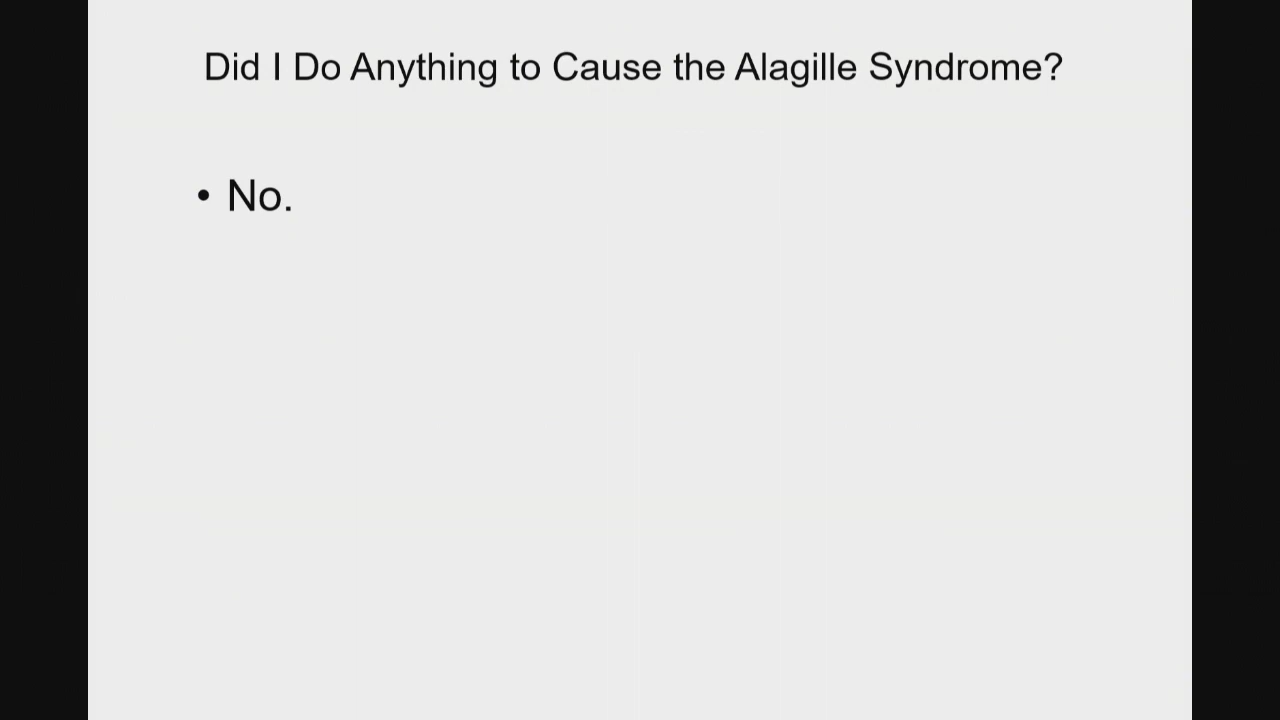 Did I Do Anything to Cause the Alagille Syndrome?
• No.